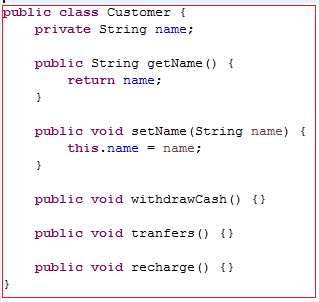 public class Customer {
    private String name;

    public String getName() {
        return name;
    }

    public void setName(String name) {
        this.name = name;
    }

    public void withdrawCash() {}

    public void tranfers() {}

    public void recharge() {}
}